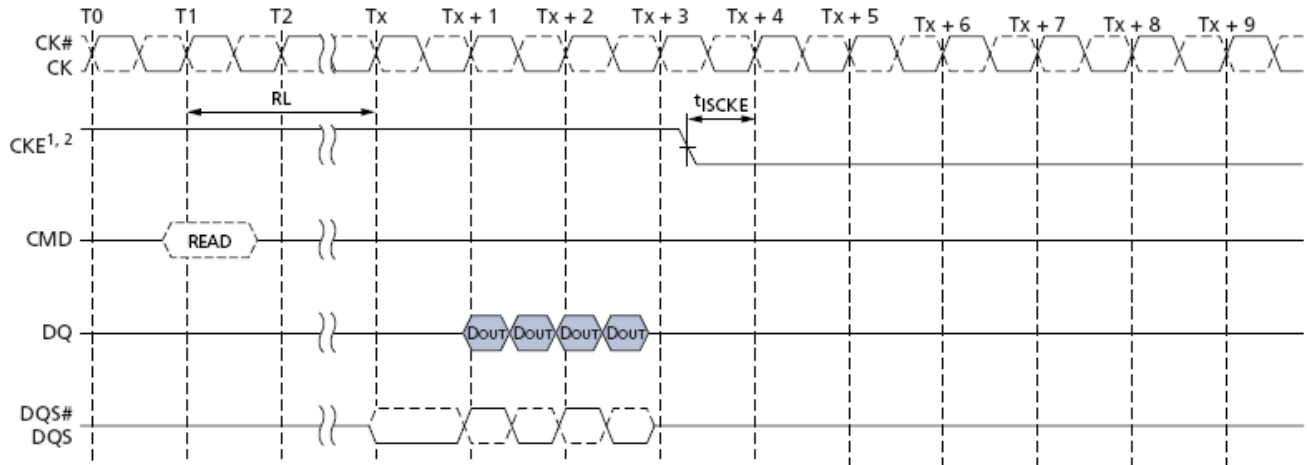 T0 T1 T2 Tx Tx + 1 Tx + 2 Tx + 3 Tx + 4 Tx + 5 Tx + 6 Tx + 7 Tx + 8 Tx + 9
CK#
CK
RL
tISCKE
CKE1, 2
CMD READ
DQ DOUT DOUT DOUT DOUT
DQS#
DQS